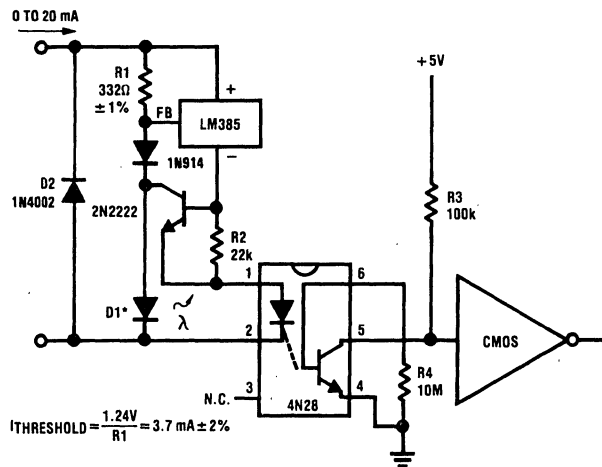 0 TO 20 mA
R1
332Ω
±1%
FB
+
LM385
−
+5V
1N914
D2
1N4002
2N2222
R2
22k
R3
100k
D1*
λ
1
6
2
5
CMOS
N.C.
3
4
4N28
R4
10M
ITHRESHOLD = 1.24V / R1 = 3.7 mA ± 2%